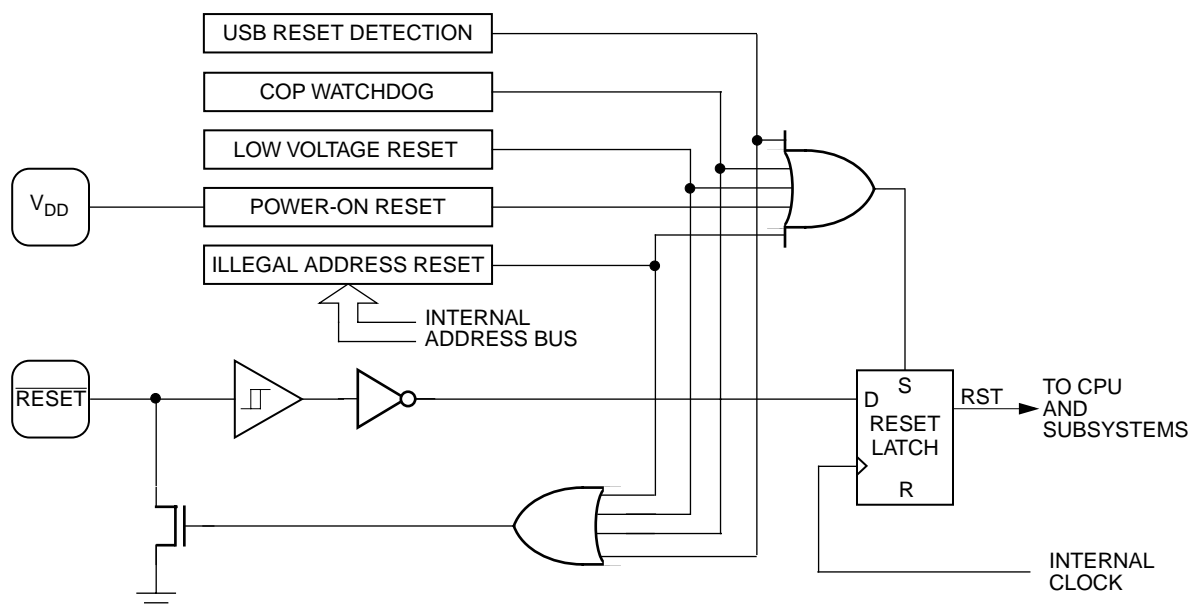 USB RESET DETECTION
COP WATCHDOG
LOW VOLTAGE RESET
VDD
POWER-ON RESET
ILLEGAL ADDRESS RESET
INTERNAL
ADDRESS BUS
RESET
D
S
RESET
LATCH
R
RST
TO CPU
AND
SUBSYSTEMS
INTERNAL
CLOCK